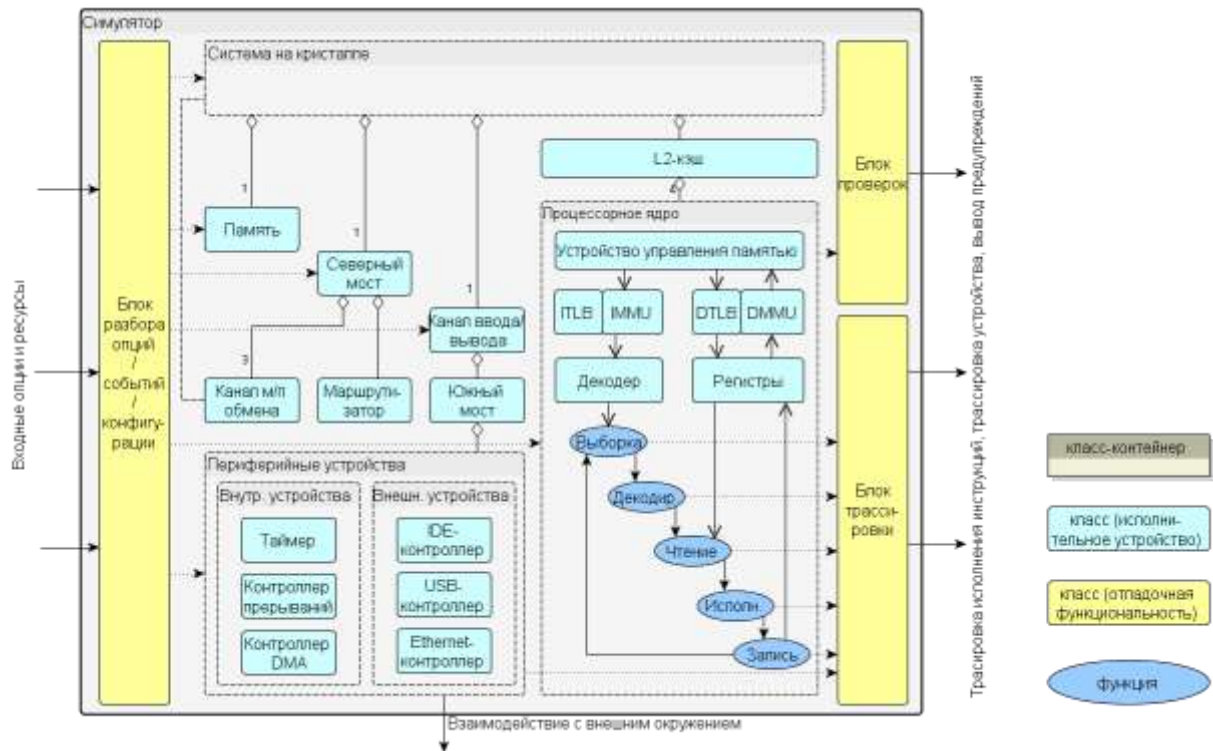 Симулятор
Система на кристаппе
L2-кэш
Блок
проверок
Память
Северный
мост
Канал ввода/
вывода
Канал м/п
обмена
Маршрути-
затор
Южный
мост
Блок
разбора
опций
/
событий
/
конфигу-
рации
Входные опции и ресурсы
Процессорное ядро
Устройство управления памятью
ITLB
IMMU
DTLB
DMMU
Декодер
Регистры
Выборка
Декодир.
Чтение
Исполн.
Запись
Блок
трасси-
ровки
Периферийные устройства
Внутр. устройства
Внешн. устройства
Таймер
Контроллер
прерываний
Контроллер
DMA
IDE-
контроллер
USB-
контроллер
Ethernet-
контроллер
1
1
1
3
Взаимодействие с внешним окружением
Трасировка исполнения инструкций, трассировка устройства, вывод предупреждений
класс-контейнер
класс (исполни-
тельное устройство)
класс (отладочная
функциональность)
функция